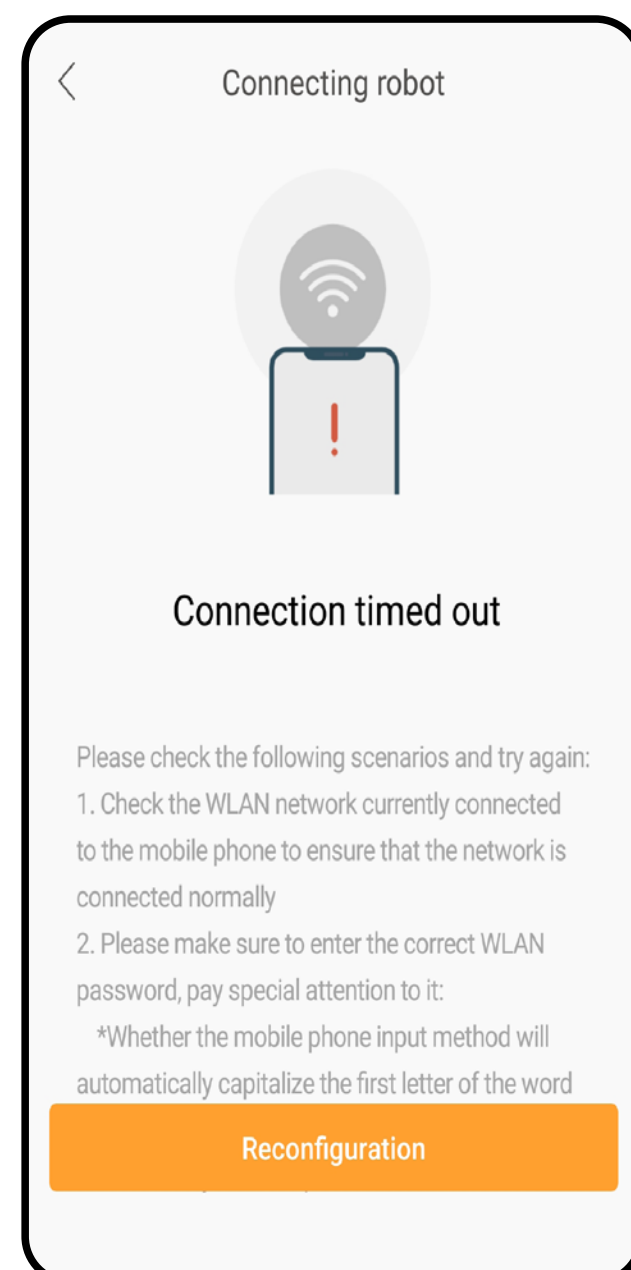 Connecting robot
Connection timed out
Please check the following scenarios and try again:
1. Check the WLAN network currently connected
to the mobile phone to ensure that the network is
connected normally
2. Please make sure to enter the correct WLAN
password, pay special attention to it:
*Whether the mobile phone input method will
automatically capitalize the first letter of the word
Reconfiguration